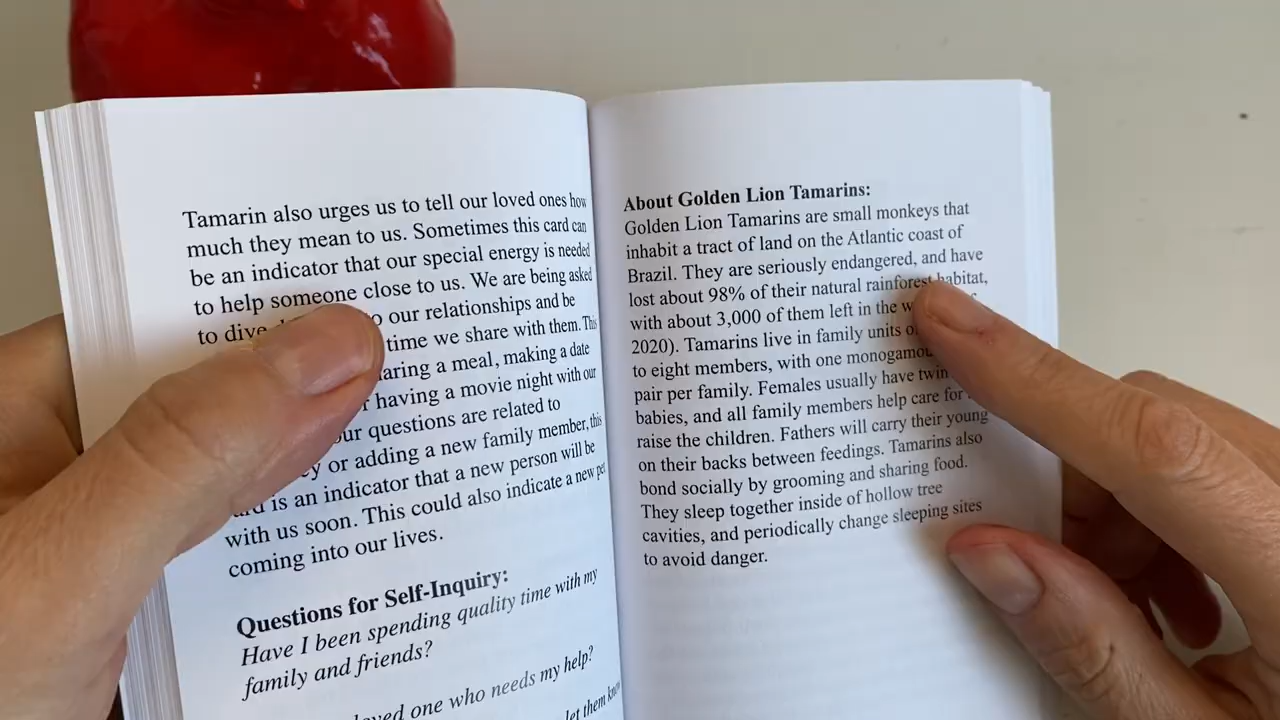 Tamarin also urges us to tell our loved ones how
much they mean to us. Sometimes this card can
be an indicator that our special energy is needed
to help someone close to us. We are being asked
to dive to our relationships and be
time we share with them. This
sharing a meal, making a date
having a movie night with our
our questions are related to
or adding a new family member, this
is an indicator that a new person will be
with us soon. This could also indicate a new pet
coming into our lives.
Questions for Self-Inquiry:
Have I been spending quality time with my
family and friends?
loved one who needs my help?
let them know
About Golden Lion Tamarins:
Golden Lion Tamarins are small monkeys that
inhabit a tract of land on the Atlantic coast of
Brazil. They are seriously endangered, and have
lost about 98% of their natural rainforest habitat,
with about 3,000 of them left in the
2020). Tamarins live in family units
to eight members, with one monogamous
pair per family. Females usually have twin
babies, and all family members help care for
raise the children. Fathers will carry their young
on their backs between feedings. Tamarins also
bond socially by grooming and sharing food.
They sleep together inside of hollow tree
cavities, and periodically change sleeping sites
to avoid danger.